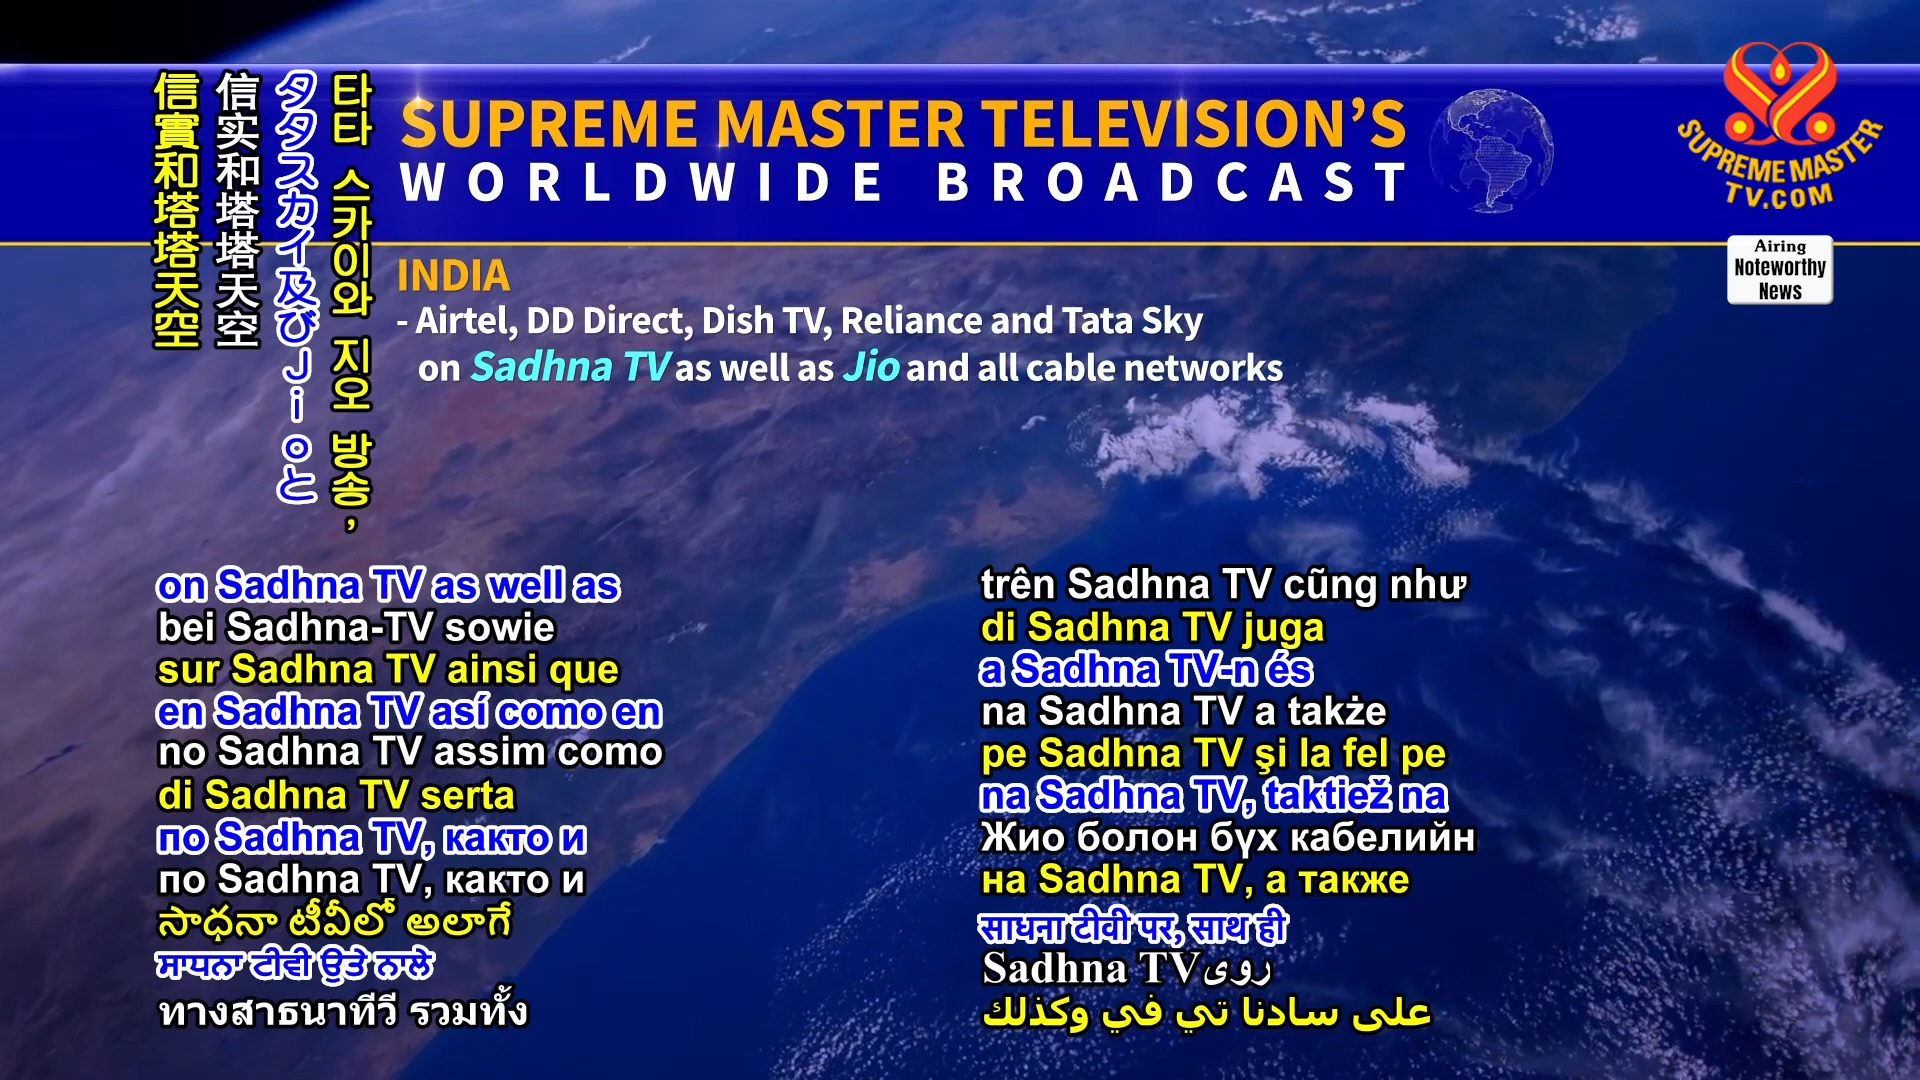 信實和塔塔天空
信实和塔塔天空
タタスカイ及びJioと
타타 스카이와 지오 방송,
SUPREME MASTER TELEVISION'S
WORLDWIDE BROADCAST
SUPREME MASTER
TV.COM
Airing
Noteworthy
News
INDIA
- Airtel, DD Direct, Dish TV, Reliance and Tata Sky
on Sadhna TV as well as Jio and all cable networks
on Sadhna TV as well as
bei Sadhna-TV sowie
sur Sadhna TV ainsi que
en Sadhna TV así como en
no Sadhna TV assim como
di Sadhna TV serta
по Sadhna TV, както и
по Sadhna TV, както и
సాధనా టీవీలో అలాగే
ਸਾਧਨਾ ਟੀਵੀ ਉਤੇ ਨਾਲੇ
ทางสาธนาทีวี รวมทั้ง
trên Sadhna TV cũng như
di Sadhna TV juga
a Sadhna TV-n és
na Sadhna TV a także
pe Sadhna TV şi la fel pe
na Sadhna TV, taktiež na
Жио болон бүх кабелийн
на Sadhna TV, а также
साधना टीवी पर, साथ ही
Sadhna TVروی
على سادنا تي في وكذلك